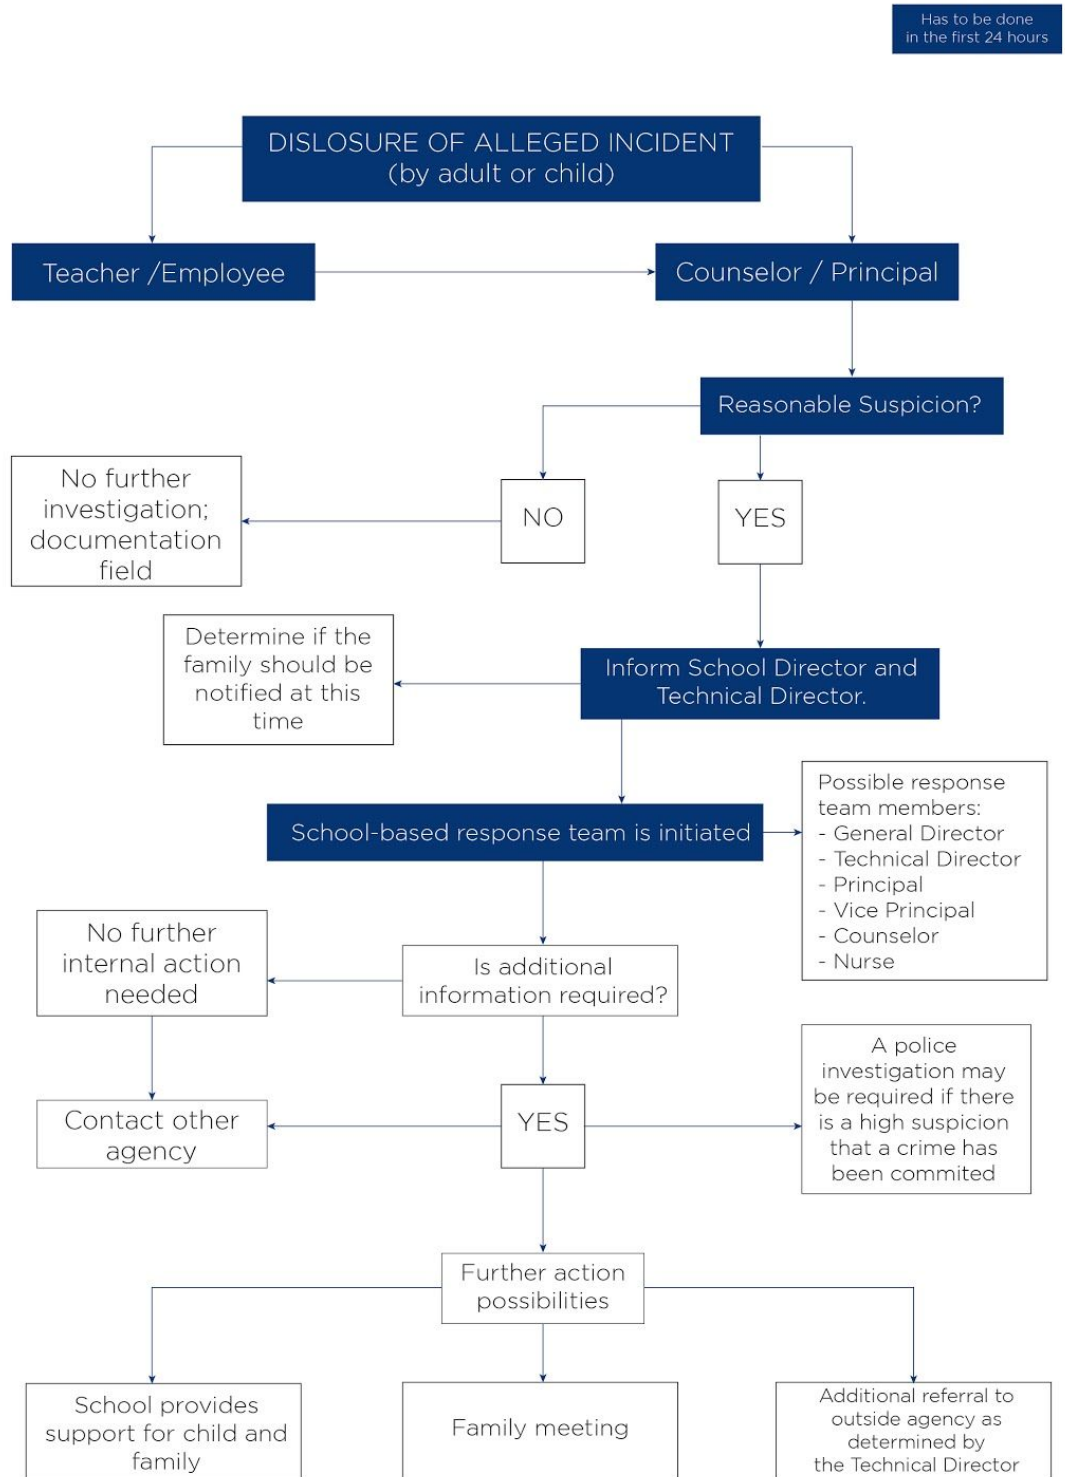 Has to be done
in the first 24 hours
DISLOSURE OF ALLEGED INCIDENT
(by adult or child)
Teacher /Employee
Counselor / Principal
Reasonable Suspicion?
No further
investigation;
documentation
field
NO
YES
Determine if the
family should be
notified at this
time
Inform School Director and
Technical Director.
School-based response team is initiated
Possible response
team members:
- General Director
- Technical Director
- Principal
- Vice Principal
- Counselor
- Nurse
No further
internal action
needed
Is additional
information required?
Contact other
agency
YES
A police
investigation may
be required if there
is a high suspicion
that a crime has
been commited
Further action
possibilities
School provides
support for child and
family
Family meeting
Additional referral to
outside agency as
determined by
the Technical Director